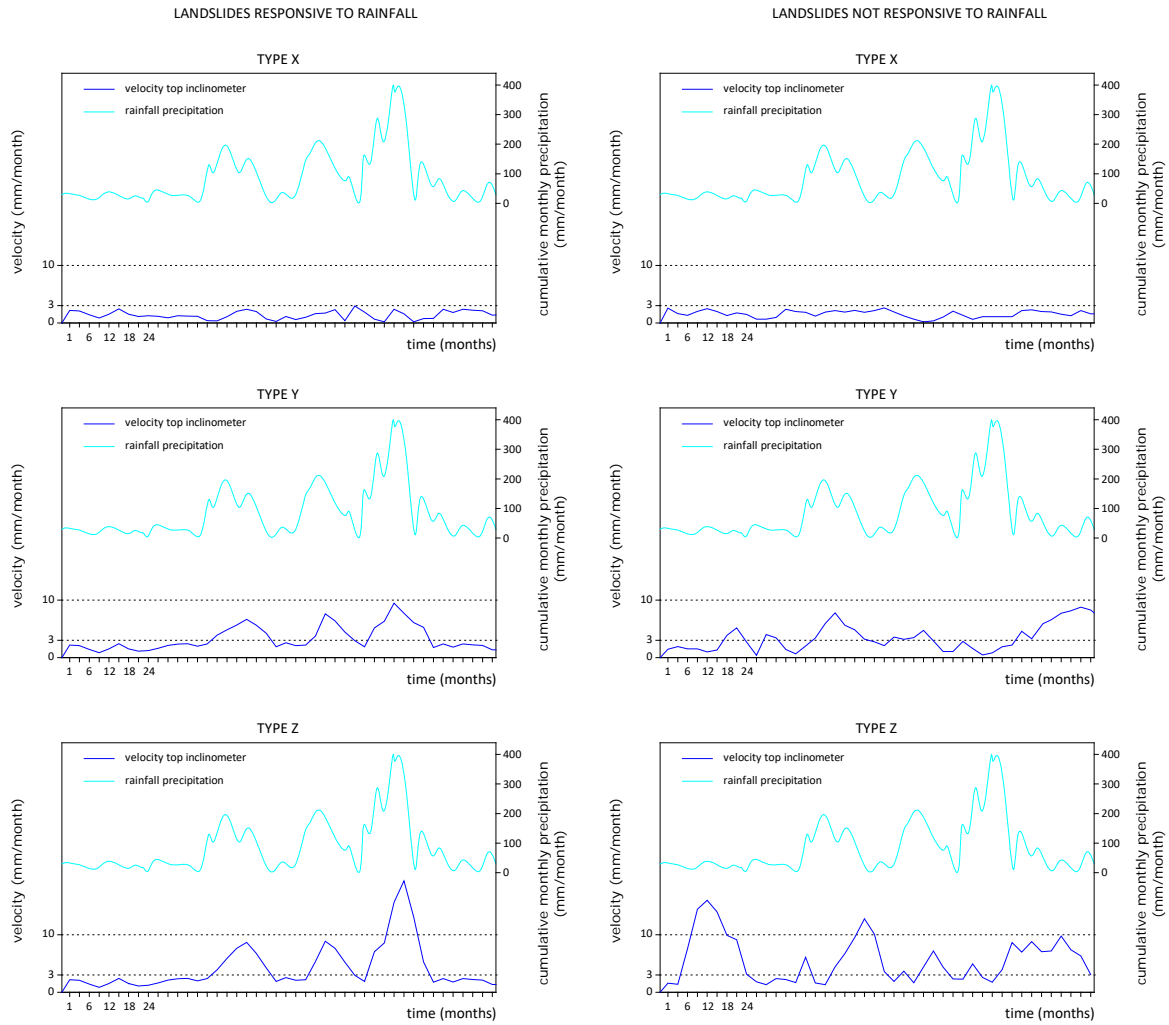 LANDSLIDES RESPONSIVE TO RAINFALL
LANDSLIDES NOT RESPONSIVE TO RAINFALL
TYPE X
velocity top inclinometer
rainfall precipitation
velocity (mm/month)
10
3
0
1 6 12 18 24
time (months)
400
300
200
100
0
cumulative monthly precipitation
(mm/month)
TYPE X
velocity top inclinometer
rainfall precipitation
velocity (mm/month)
10
3
0
1 6 12 18 24
time (months)
400
300
200
100
0
cumulative monthly precipitation
(mm/month)
TYPE Y
velocity top inclinometer
rainfall precipitation
velocity (mm/month)
10
3
0
1 6 12 18 24
time (months)
400
300
200
100
0
cumulative monthly precipitation
(mm/month)
TYPE Y
velocity top inclinometer
rainfall precipitation
velocity (mm/month)
10
3
0
1 6 12 18 24
time (months)
400
300
200
100
0
cumulative monthly precipitation
(mm/month)
TYPE Z
velocity top inclinometer
rainfall precipitation
velocity (mm/month)
10
3
0
1 6 12 18 24
time (months)
400
300
200
100
0
cumulative monthly precipitation
(mm/month)
TYPE Z
velocity top inclinometer
rainfall precipitation
velocity (mm/month)
10
3
0
1 6 12 18 24
time (months)
400
300
200
100
0
cumulative monthly precipitation
(mm/month)